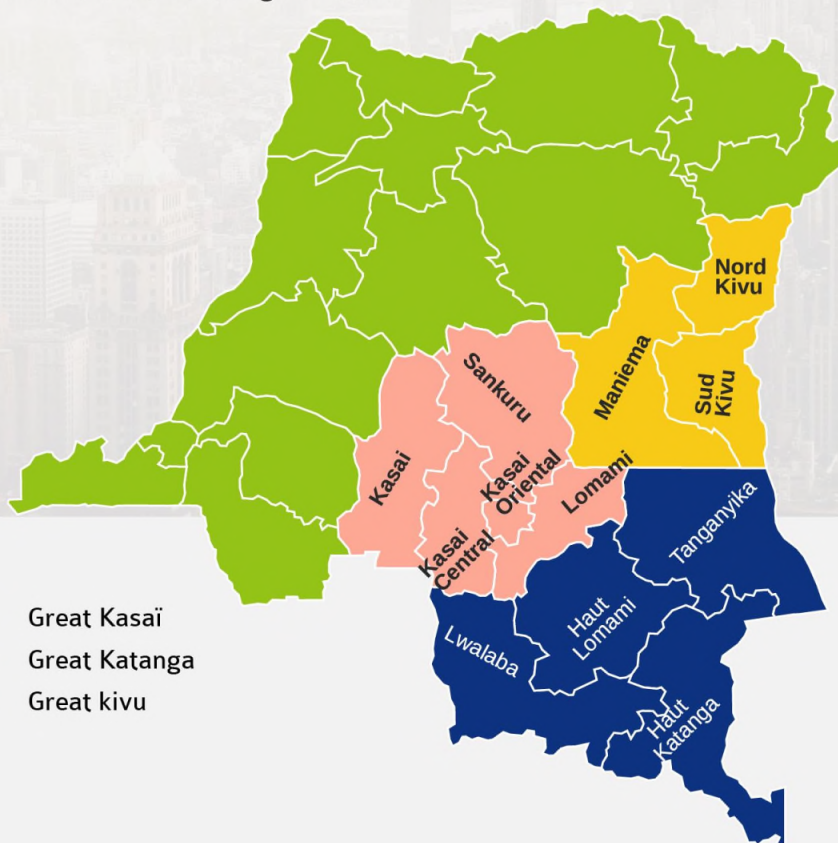 Nord
Kivu
Maniema
Sud
Kivu
Sankuru
Kasai
Kasai
Oriental
Lomami
Kasai
Central
Tanganyika
Haut
Lomami
Lwalaba
Haut
Katanga
Great Kasaï
Great Katanga
Great kivu